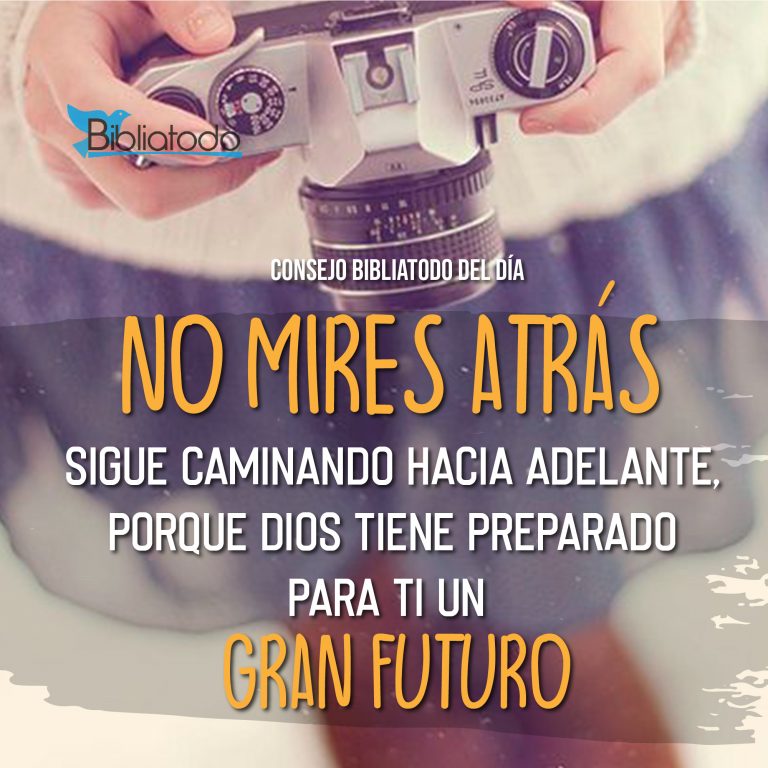 Bibliatodo
CONSEJO BIBLIATODO DEL DÍA
NO MIRES ATRÁS
SIGUE CAMINANDO HACIA ADELANTE,
PORQUE DIOS TIENE PREPARADO
PARA TI UN
GRAN FUTURO